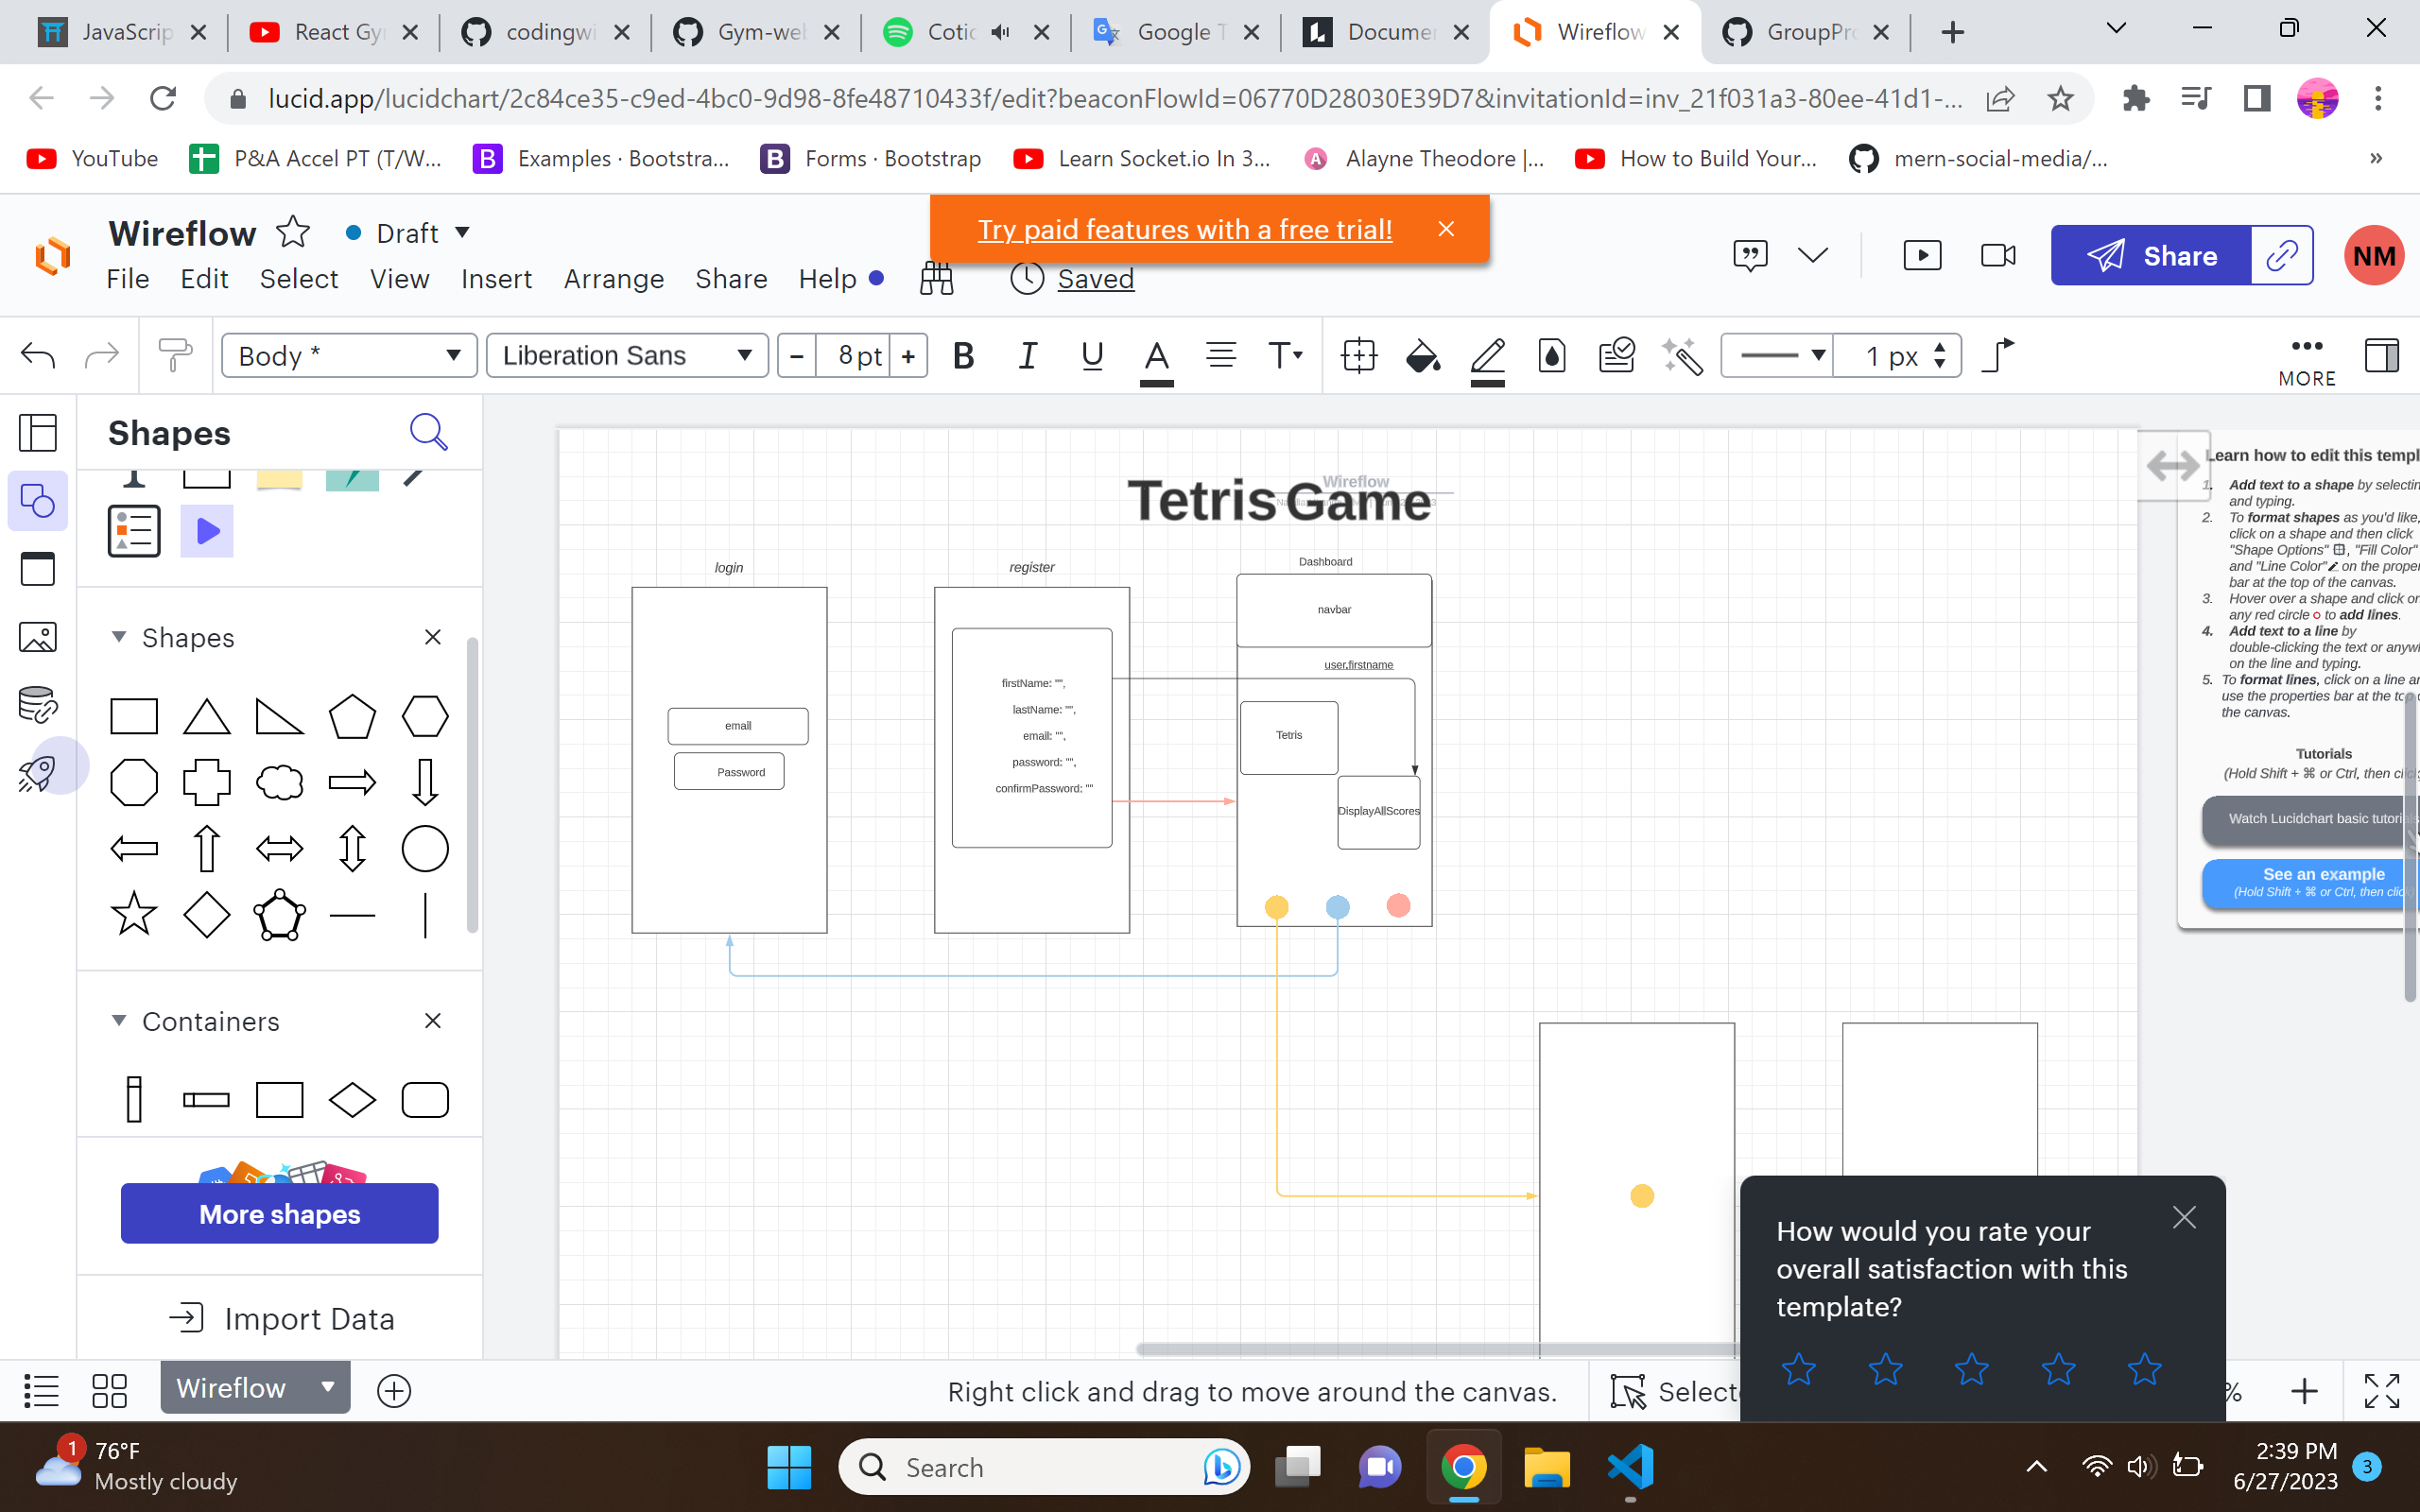 JavaScrip
React Gy
codingwi
Gym-web
Cotic
Google T
Documen
Wireflow
GroupPro
lucid.app/lucidchart/2c84ce35-c9ed-4bc0-9d98-8fe48710433f/edit?beaconFlowId=06770D28030E39D7&invitationId=inv_21f031a3-80ee-41d1-...
YouTube
P&A Accel PT (T/W...
Examples · Bootstra...
Forms · Bootstrap
Learn Socket.io In 3...
Alayne Theodore |...
How to Build Your...
mern-social-media/...
»
Wireflow
Draft
Try paid features with a free trial!
File Edit Select View Insert Arrange Share Help
Saved
Share
NM
Body *
Liberation Sans
− 8 pt +
B I U A T
1 px
MORE
Shapes
Shapes
Containers
More shapes
Import Data
Wireflow
Tetris Game
login
register
Dashboard
navbar
user.firstname
email
Password
firstName: "",
lastName: "",
email: "",
password: "",
confirmPassword: ""
Tetris
DisplayAllScores
Learn how to edit this templ
1. Add text to a shape by selectin
and typing.
2. To format shapes as you'd like,
click on a shape and then click
"Shape Options" , "Fill Color"
and "Line Color" on the proper
bar at the top of the canvas.
3. Hover over a shape and click on
any red circle to add lines.
4. Add text to a line by
double-clicking the text or anywh
on the line and typing.
5. To format lines, click on a line an
use the properties bar at the top o
the canvas.
Tutorials
(Hold Shift + ⌘ or Ctrl, then click
Watch Lucidchart basic tutorials
See an example
(Hold Shift + ⌘ or Ctrl, then click)
How would you rate your
overall satisfaction with this
template?
Wireflow
Right click and drag to move around the canvas.
Selecte
%
1
76°F
Mostly cloudy
Search
2:39 PM
6/27/2023
3